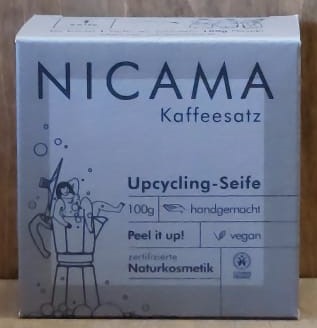 NICAMA
Kaffeesatz
Upcycling-Seife
100g handgemacht
Peel it up! vegan
zertifizierte
Naturkosmetik